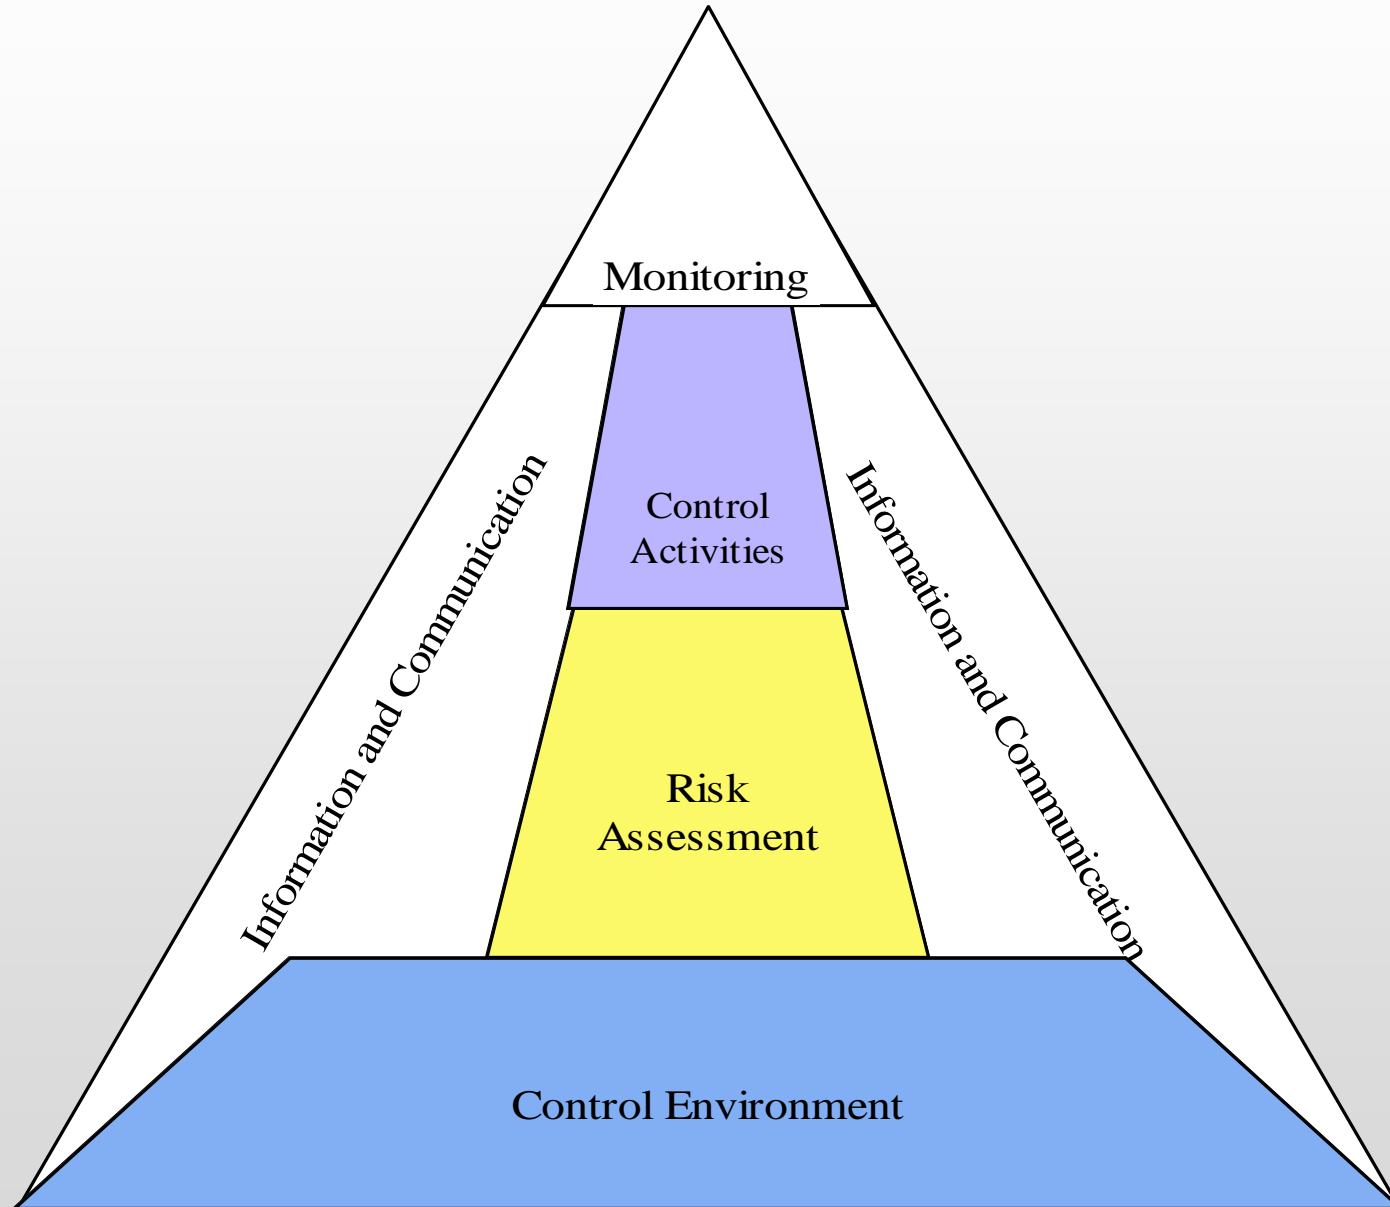 Monitoring
Control
Activities
Information and Communication
Information and Communication
Risk
Assessment
Control Environment